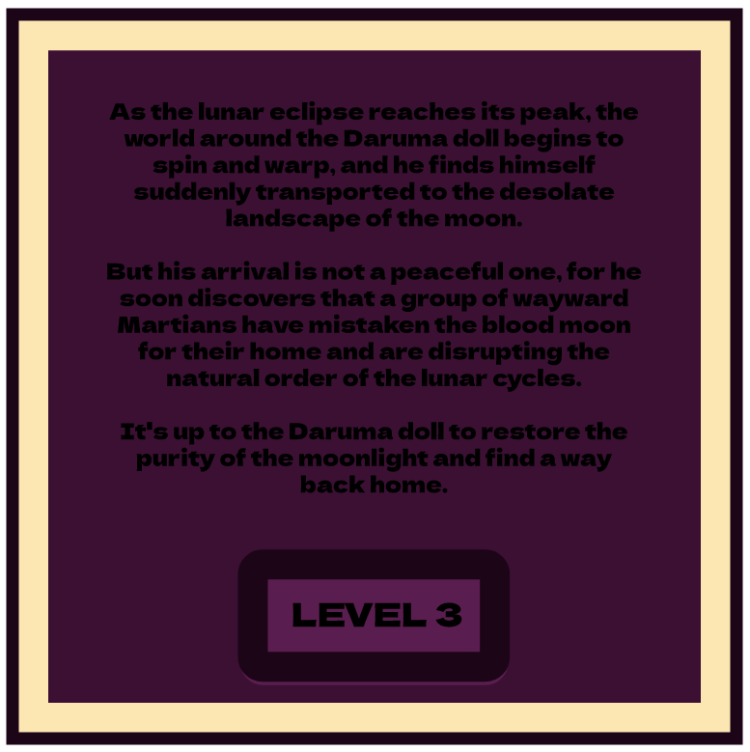 As the lunar eclipse reaches its peak, the
world around the Daruma doll begins to
spin and warp, and he finds himself
suddenly transported to the desolate
landscape of the moon.
But his arrival is not a peaceful one, for he
soon discovers that a group of wayward
Martians have mistaken the blood moon
for their home and are disrupting the
natural order of the lunar cycles.
It's up to the Daruma doll to restore the
purity of the moonlight and find a way
back home.
LEVEL 3